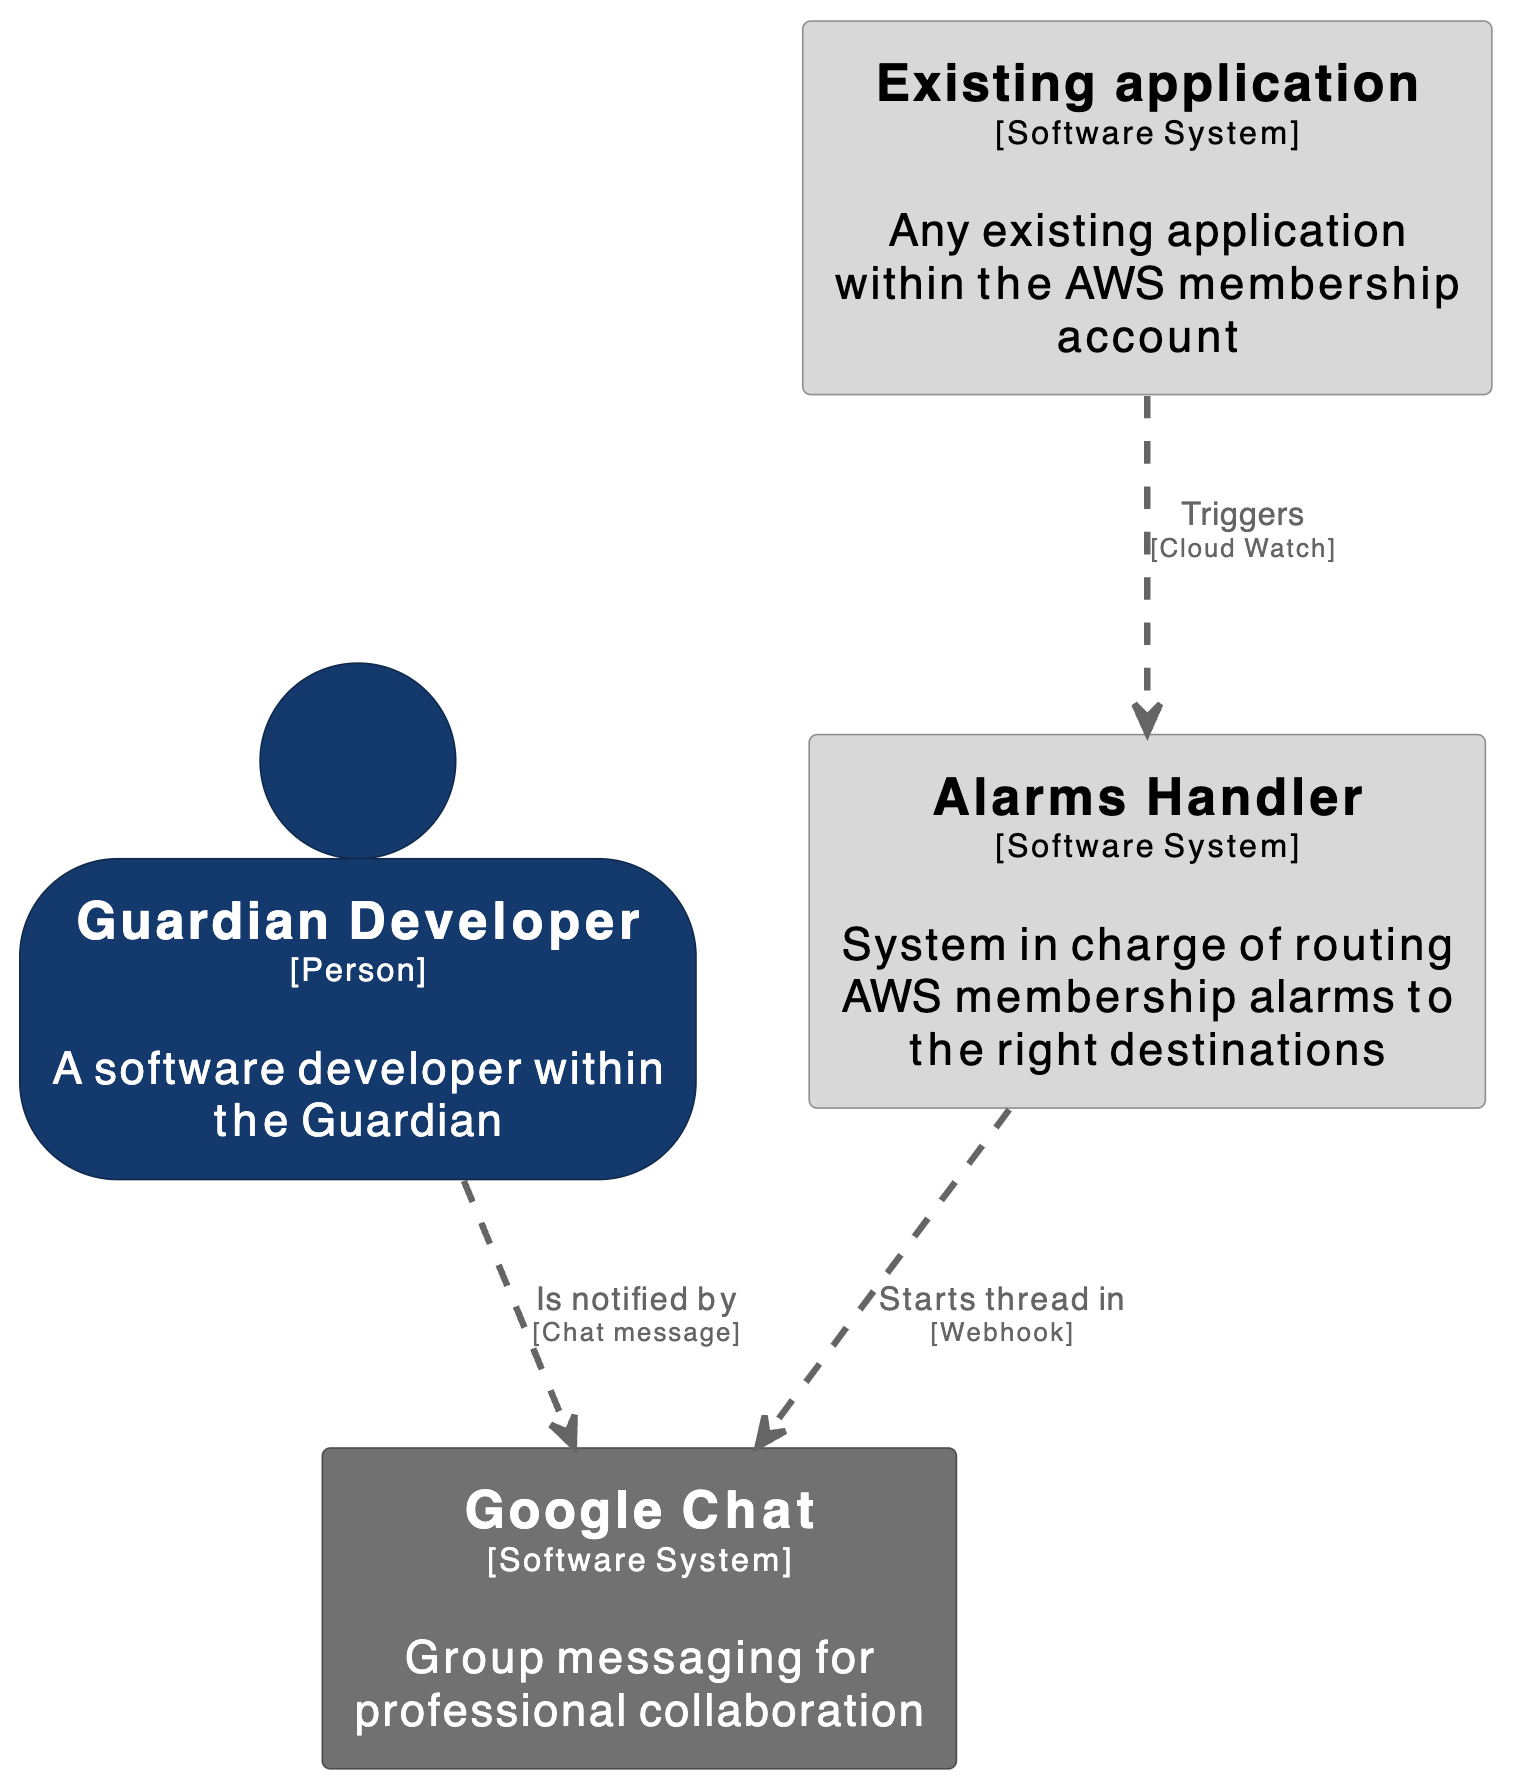 Existing application
[Software System]
Any existing application
within the AWS membership
account
Triggers
[Cloud Watch]
Alarms Handler
[Software System]
System in charge of routing
AWS membership alarms to
the right destinations
Guardian Developer
[Person]
A software developer within
the Guardian
Is notified by
[Chat message]
Starts thread in
[Webhook]
Google Chat
[Software System]
Group messaging for
professional collaboration